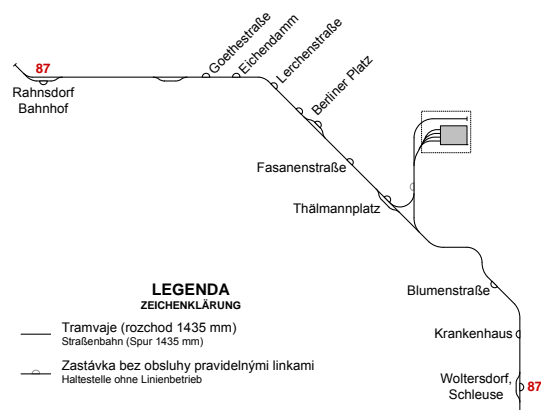 Goethestraße
Eichendamm
Lerchenstraße
Berliner Platz
87
Rahnsdorf
Bahnhof
Fasanenstraße
Thälmannplatz
Blumenstraße
Krankenhaus
Woltersdorf,
Schleuse
87
LEGENDA
ZEICHENKLÄRUNG
Tramvaje (rozchod 1435 mm)
Straßenbahn (Spur 1435 mm)
Zastávka bez obsluhy pravidelnými linkami
Haltestelle ohne Linienbetrieb